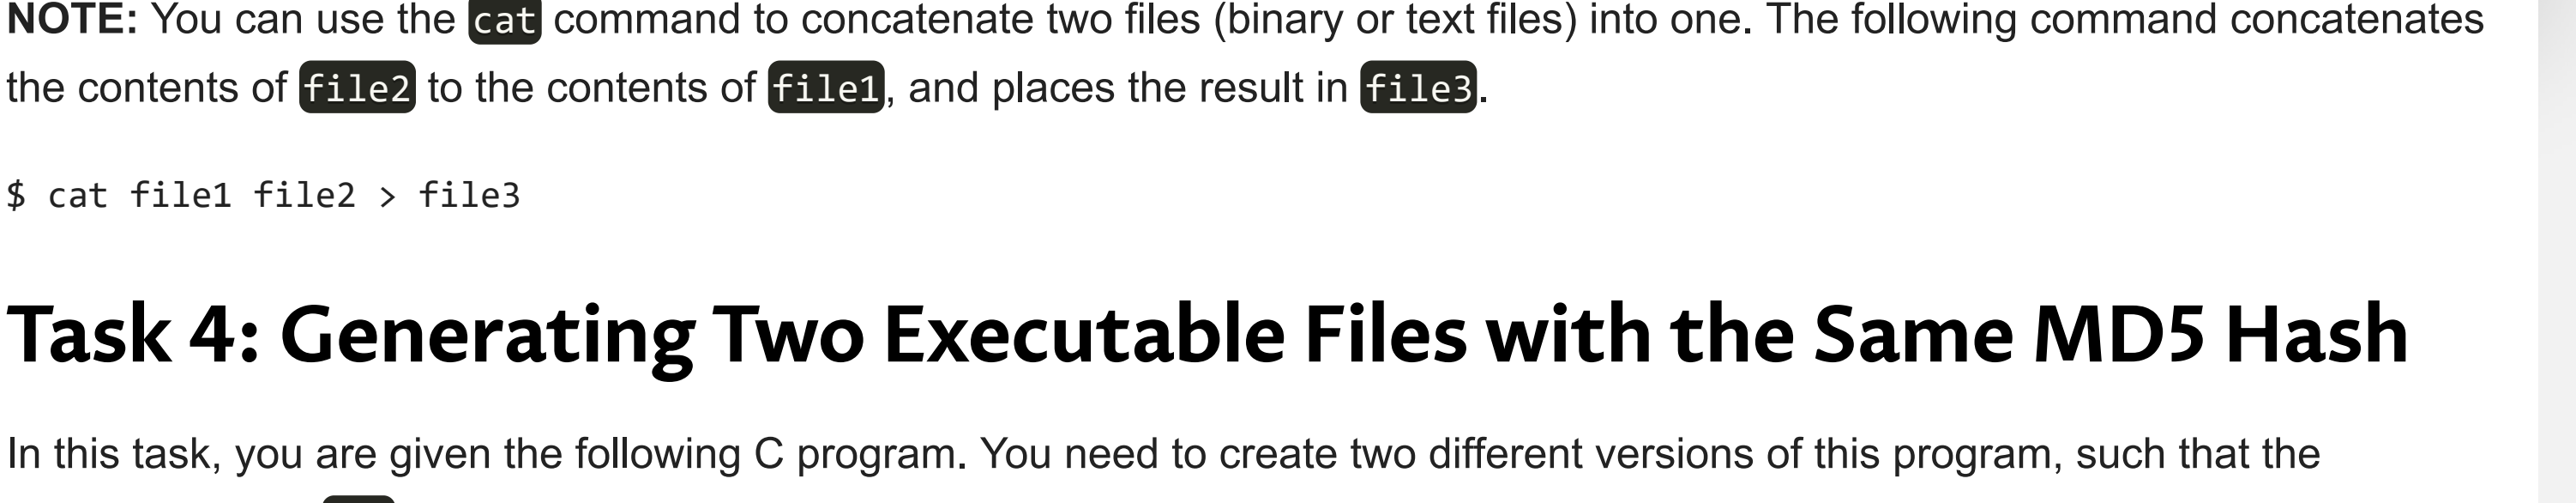 NOTE: You can use the cat command to concatenate two files (binary or text files) into one. The following command concatenates
the contents of file2 to the contents of file1, and places the result in file3.
$ cat file1 file2 > file3
Task 4: Generating Two Executable Files with the Same MD5 Hash
In this task, you are given the following C program. You need to create two different versions of this program, such that the